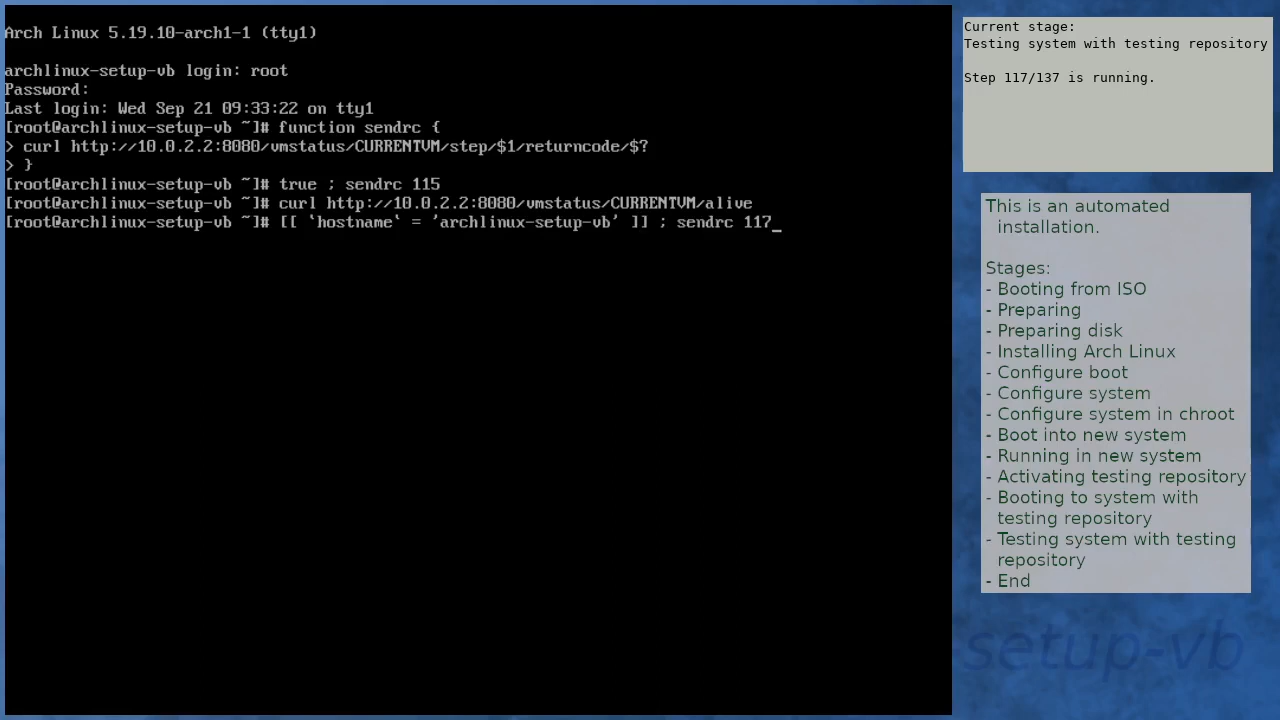 Arch Linux 5.19.10-arch1-1 (tty1)
archlinux-setup-vb login: root
Password:
Last login: Wed Sep 21 09:33:22 on tty1
[root@archlinux-setup-vb ~]# function sendrc {
> curl http://10.0.2.2:8080/vmstatus/CURRENTVM/step/$1/returncode/$?
> }
[root@archlinux-setup-vb ~]# true ; sendrc 115
[root@archlinux-setup-vb ~]# curl http://10.0.2.2:8080/vmstatus/CURRENTVM/alive
[root@archlinux-setup-vb ~]# [[ `hostname` = 'archlinux-setup-vb' ]] ; sendrc 117_
Current stage:
Testing system with testing repository
Step 117/137 is running.
This is an automated
installation.
Stages:
- Booting from ISO
- Preparing
- Preparing disk
- Installing Arch Linux
- Configure boot
- Configure system
- Configure system in chroot
- Boot into new system
- Running in new system
- Activating testing repository
- Booting to system with
testing repository
- Testing system with testing
repository
- End
setup-vb